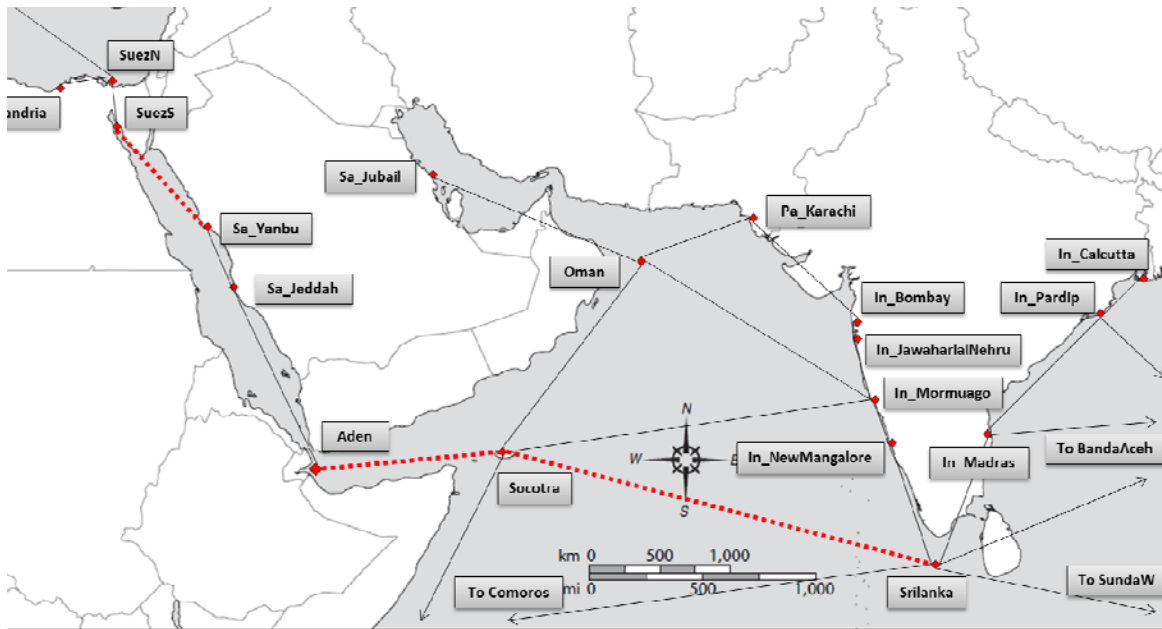 SuezN
andria
SuezS
Sa_Jubail
Sa_Yanbu
Pa_Karachi
Oman
In_Calcutta
Sa_Jeddah
In_Bombay
In_Pardip
In_JawaharlalNehru
In_Mormuago
N
Aden
W
E
In_NewMangalore
In_Madras
To BandaAceh
Socotra
S
km 0 500 1,000
mi 0 500 1,000
To Comoros
Srilanka
To SundaW